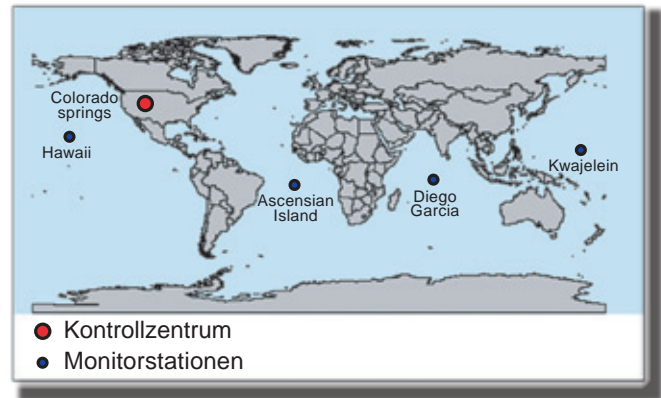 Colorado
springs
Hawaii
Ascensian
Island
Diego
Garcia
Kwajelein
Kontrollzentrum
Monitorstationen